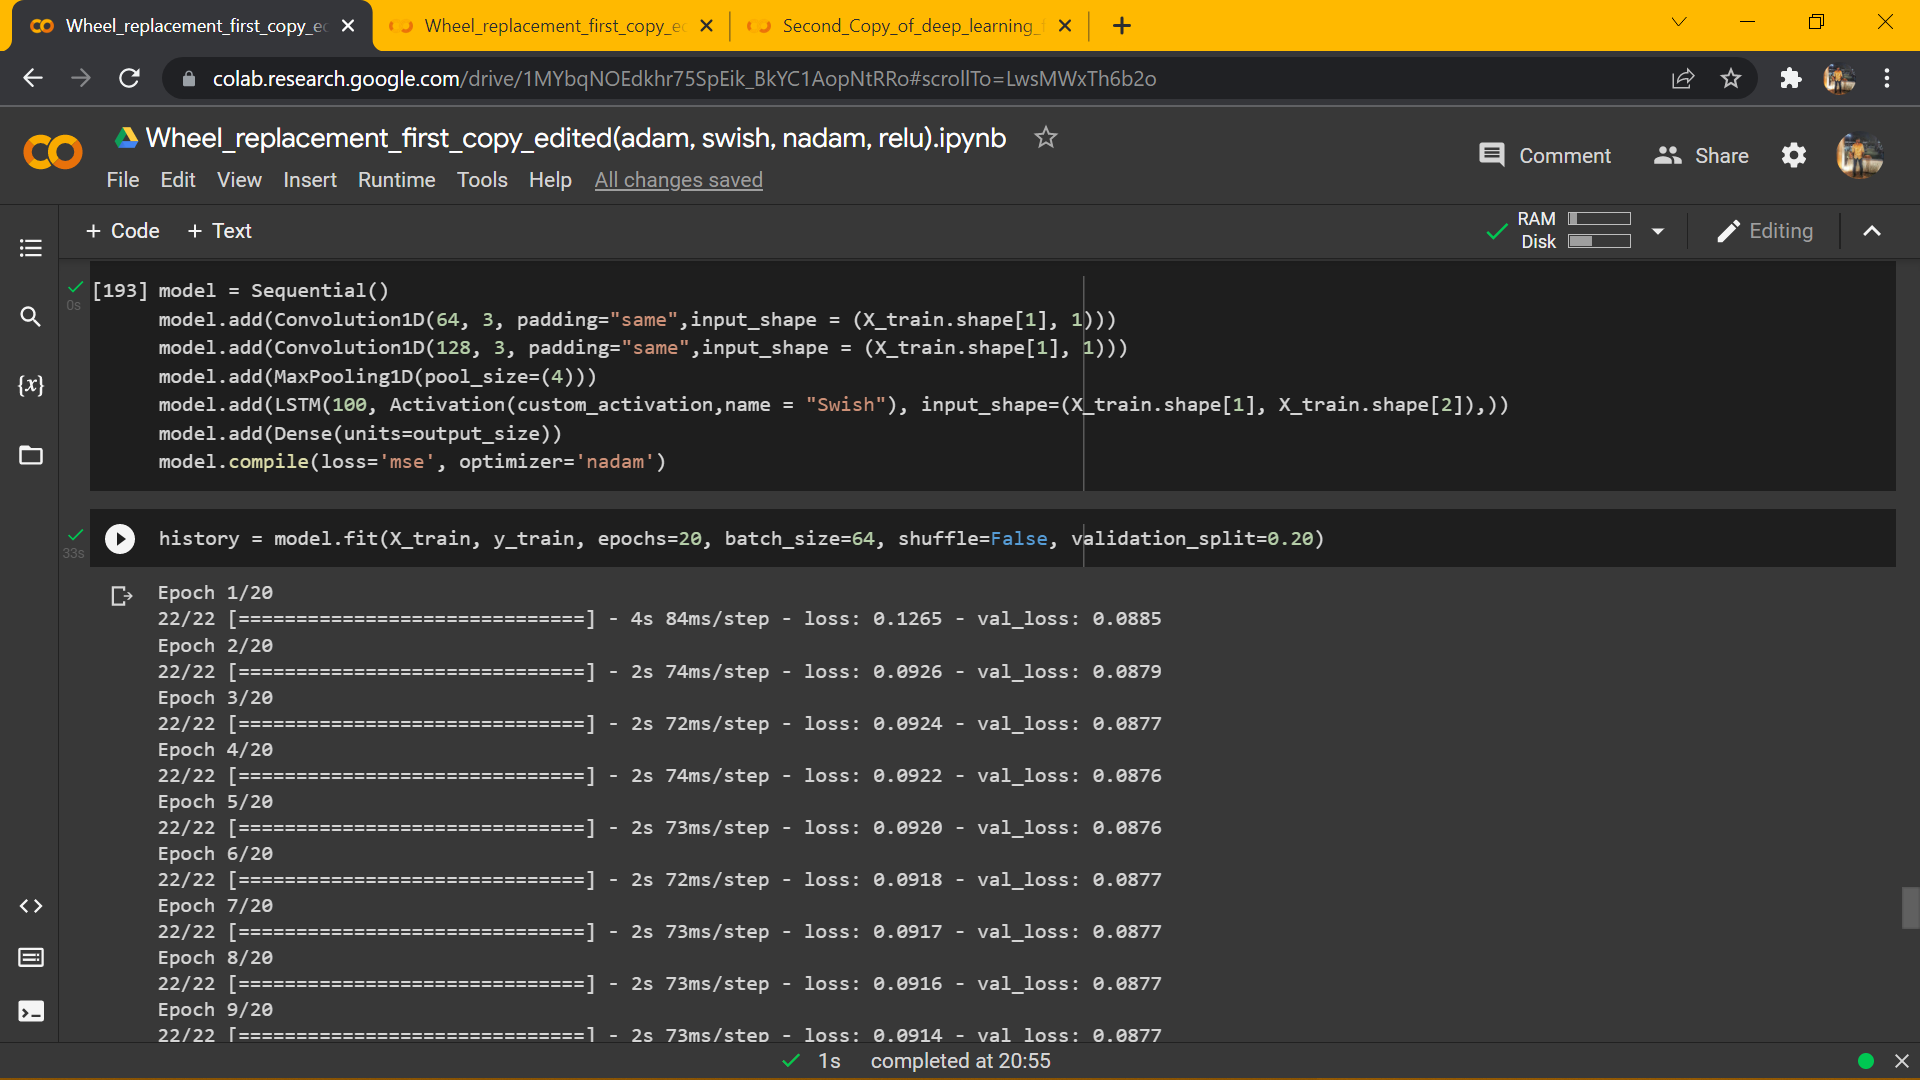 Wheel_replacement_first_copy_e
Wheel_replacement_first_copy_e
Second_Copy_of_deep_learning_
colab.research.google.com/drive/1MYbqNOEdkhr75SpEik_BkYC1AopNtRRo#scrollTo=LwsMWxTh6b2o
Wheel_replacement_first_copy_edited(adam, swish, nadam, relu).ipynb
Comment
Share
File Edit View Insert Runtime Tools Help All changes saved
+ Code + Text
RAM
Disk
Editing
[193] model = Sequential()
0s
model.add(Convolution1D(64, 3, padding="same",input_shape = (X_train.shape[1], 1)))
model.add(Convolution1D(128, 3, padding="same",input_shape = (X_train.shape[1], 1)))
model.add(MaxPooling1D(pool_size=(4)))
model.add(LSTM(100, Activation(custom_activation,name = "Swish"), input_shape=(X_train.shape[1], X_train.shape[2]),))
model.add(Dense(units=output_size))
model.compile(loss='mse', optimizer='nadam')
history = model.fit(X_train, y_train, epochs=20, batch_size=64, shuffle=False, validation_split=0.20)
33s
Epoch 1/20
22/22 [==============================] - 4s 84ms/step - loss: 0.1265 - val_loss: 0.0885
Epoch 2/20
22/22 [==============================] - 2s 74ms/step - loss: 0.0926 - val_loss: 0.0879
Epoch 3/20
22/22 [==============================] - 2s 72ms/step - loss: 0.0924 - val_loss: 0.0877
Epoch 4/20
22/22 [==============================] - 2s 74ms/step - loss: 0.0922 - val_loss: 0.0876
Epoch 5/20
22/22 [==============================] - 2s 73ms/step - loss: 0.0920 - val_loss: 0.0876
Epoch 6/20
22/22 [==============================] - 2s 72ms/step - loss: 0.0918 - val_loss: 0.0877
Epoch 7/20
22/22 [==============================] - 2s 73ms/step - loss: 0.0917 - val_loss: 0.0877
Epoch 8/20
22/22 [==============================] - 2s 73ms/step - loss: 0.0916 - val_loss: 0.0877
Epoch 9/20
22/22 [==============================] - 2s 73ms/step - loss: 0.0914 - val_loss: 0.0877
1s completed at 20:55